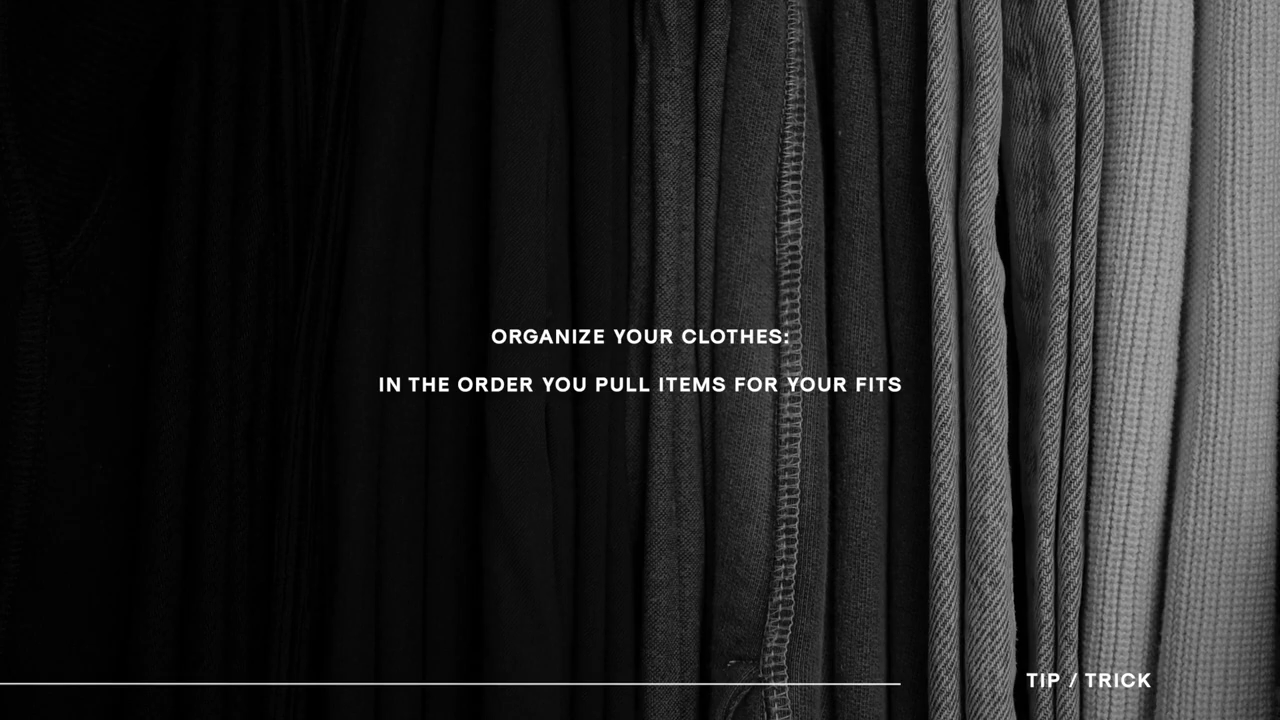 ORGANIZE YOUR CLOTHES:
IN THE ORDER YOU PULL ITEMS FOR YOUR FITS
TIP / TRICK